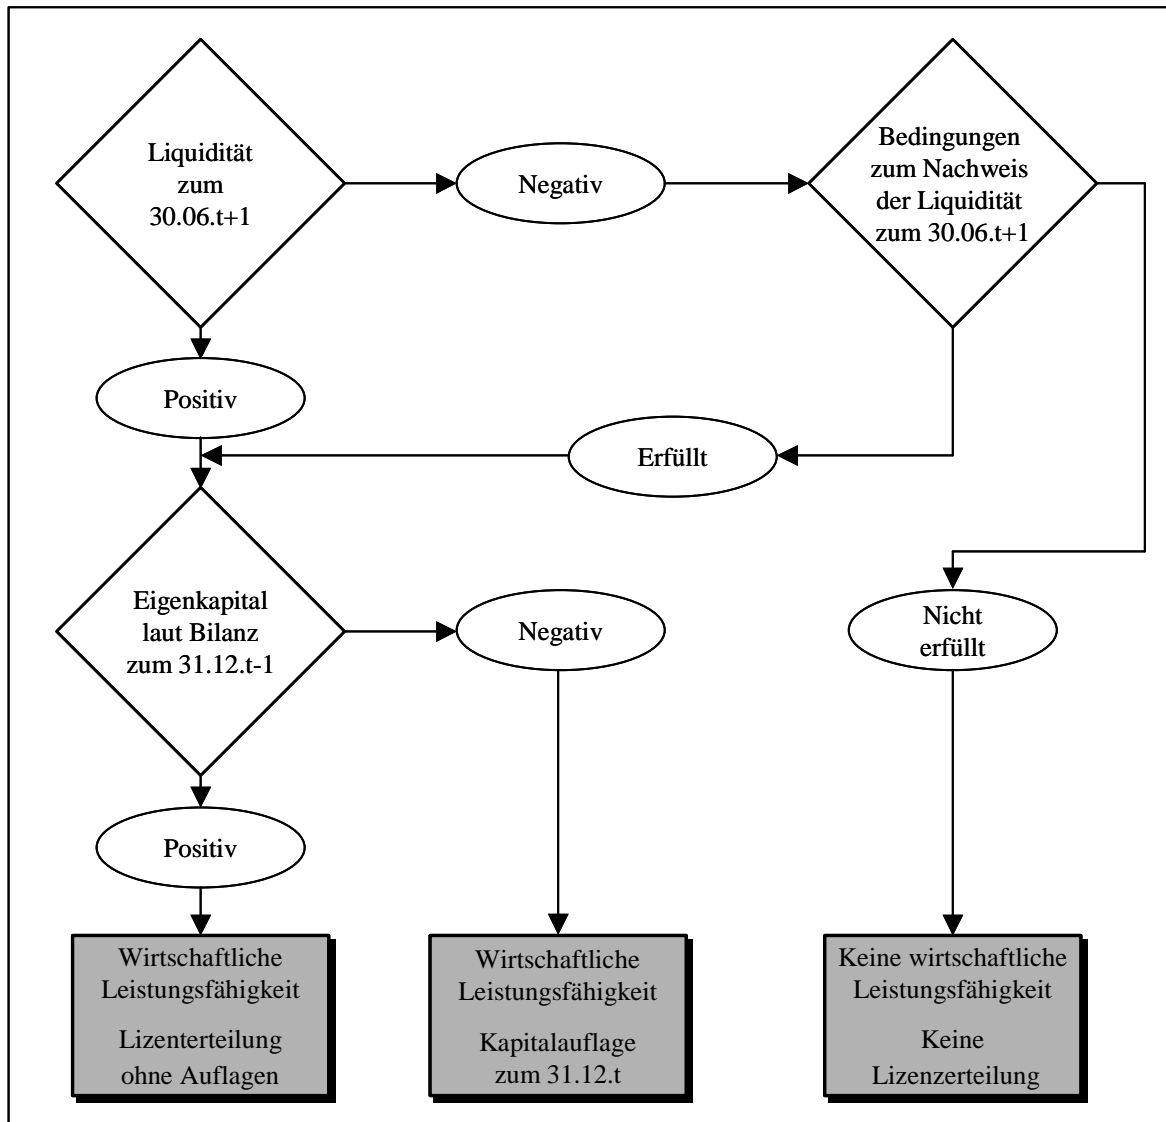 Liquidität
zum
30.06.t+1
Negativ
Bedingungen
zum Nachweis
der Liquidität
zum 30.06.t+1
Positiv
Erfüllt
Eigenkapital
laut Bilanz
zum 31.12.t-1
Negativ
Nicht
erfüllt
Positiv
Wirtschaftliche
Leistungsfähigkeit
Lizenterteilung
ohne Auflagen
Wirtschaftliche
Leistungsfähigkeit
Kapitalauflage
zum 31.12.t
Keine wirtschaftliche
Leistungsfähigkeit
Keine
Lizenzerteilung